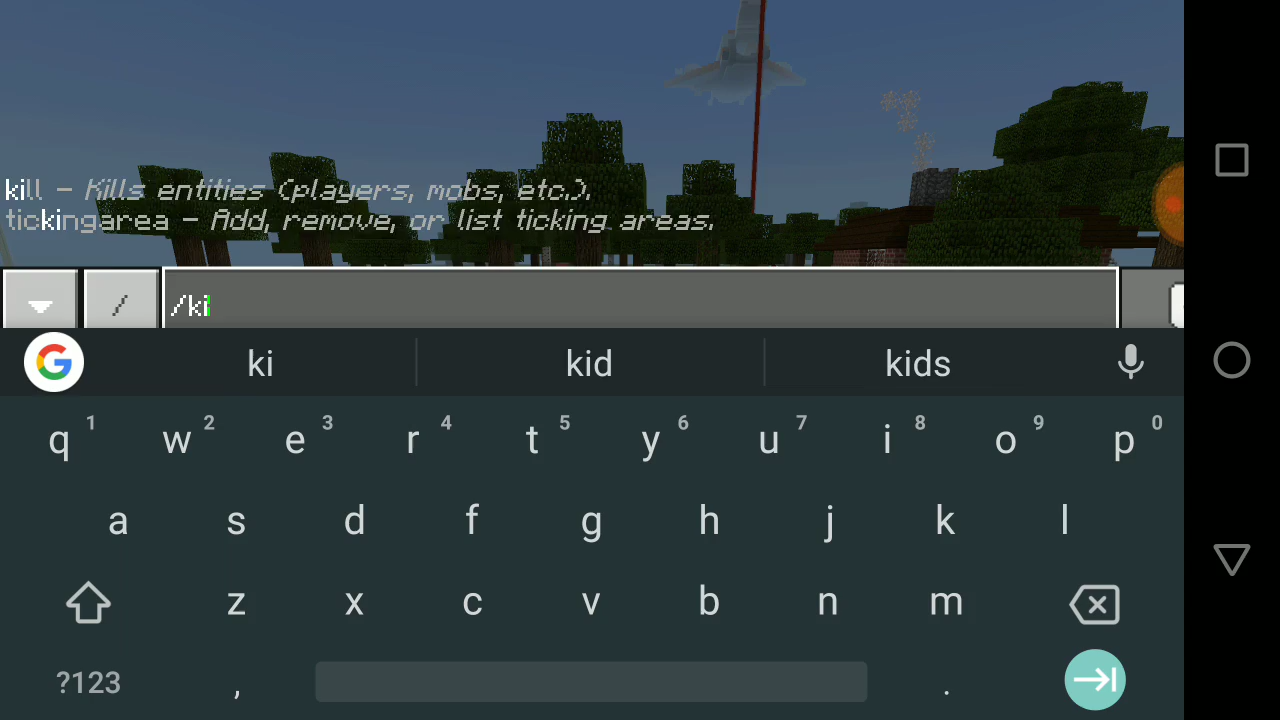 kill – Kills entities (players, mobs, etc.).
tickingarea – Add, remove, or list ticking areas.
/
/ki
G
ki kid kids
q 1 w 2 e 3 r 4 t 5 y 6 u 7 i 8 o 9 p 0
a s d f g h j k l
z x c v b n m
?123 , .